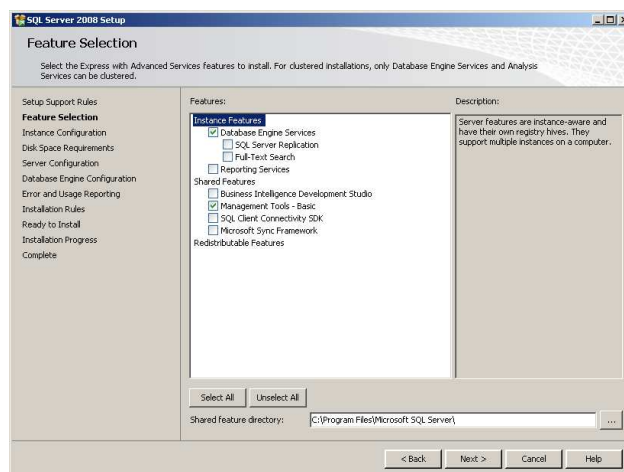 SQL Server 2008 Setup
Feature Selection
Select the Express with Advanced Services features to install. For clustered installations, only Database Engine Services and Analysis
Services can be clustered.
Setup Support Rules
Feature Selection
Instance Configuration
Disk Space Requirements
Server Configuration
Database Engine Configuration
Error and Usage Reporting
Installation Rules
Ready to Install
Installation Progress
Complete
Features:
Instance Features
Database Engine Services
SQL Server Replication
Full-Text Search
Reporting Services
Shared Features
Business Intelligence Development Studio
Management Tools - Basic
SQL Client Connectivity SDK
Microsoft Sync Framework
Redistributable Features
Description:
Server features are instance-aware and
have their own registry hives. They
support multiple instances on a computer.
Select All
Unselect All
Shared feature directory:
C:\Program Files\Microsoft SQL Server\
...
< Back
Next >
Cancel
Help